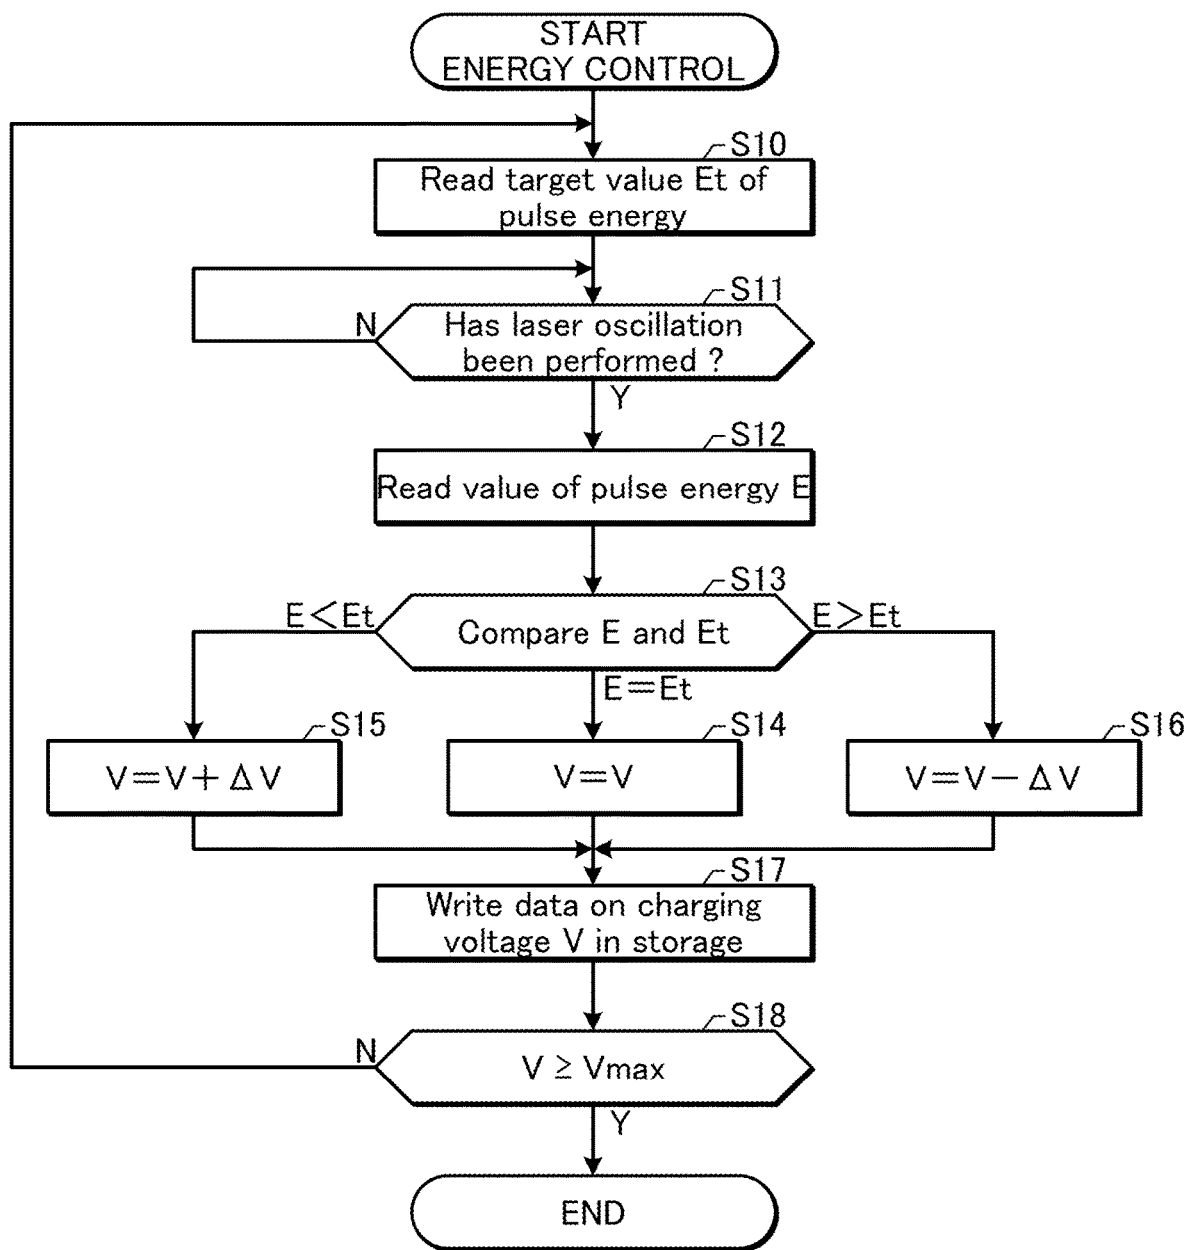 START
ENERGY CONTROL
S10
Read target value Et of
pulse energy
S11
N
Has laser oscillation
been performed ?
Y
S12
Read value of pulse energy E
S13
E<Et
Compare E and Et
E>Et
E=Et
S15
V=V+ΔV
S14
V=V
S16
V=V-ΔV
S17
Write data on charging
voltage V in storage
S18
N
V ≥ Vmax
Y
END